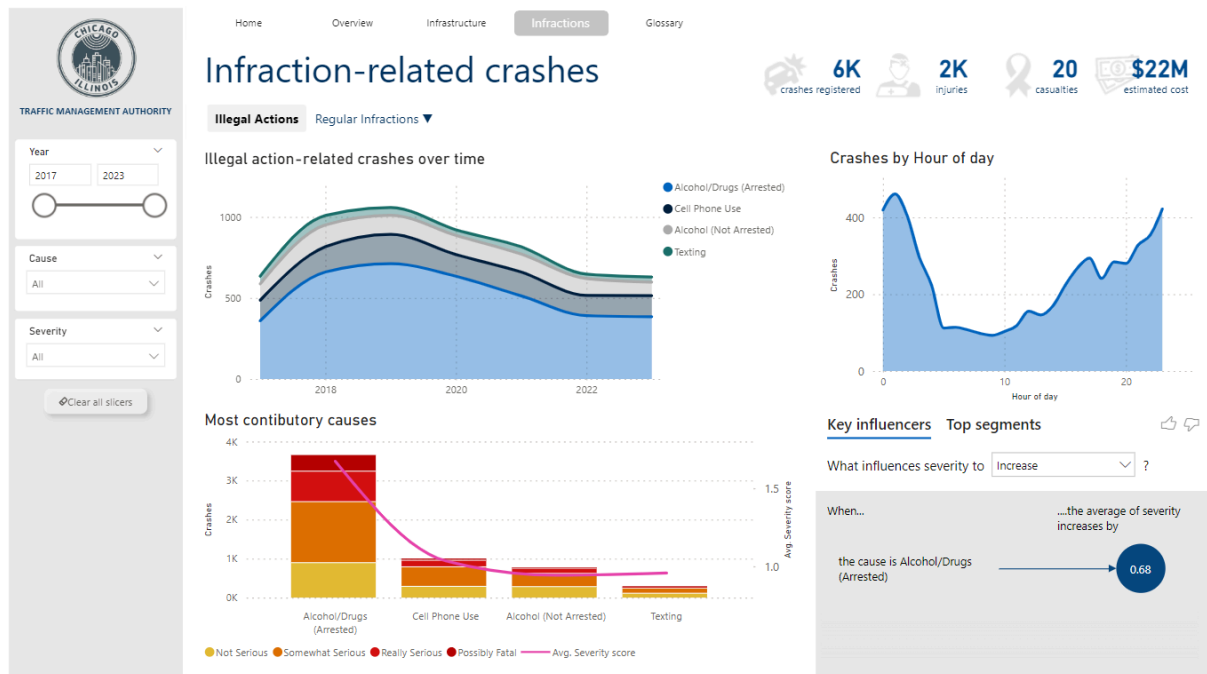 CHICAGO
ILLINOIS
TRAFFIC MANAGEMENT AUTHORITY
Year
2017 2023
Cause
All
Severity
All
Clear all slicers
Home Overview Infrastructure Infractions Glossary
Infraction-related crashes
6K
crashes registered
2K
injuries
20
casualties
$22M
estimated cost
Illegal Actions Regular Infractions ▼
Illegal action-related crashes over time
Crashes
1000
500
0
2018 2020 2022
Alcohol/Drugs (Arrested)
Cell Phone Use
Alcohol (Not Arrested)
Texting
Crashes by Hour of day
Crashes
400
200
0
0 10 20
Hour of day
Most contibutory causes
Crashes
4K
3K
2K
1K
0K
1.5
1.0
Avg. Severity score
Alcohol/Drugs
(Arrested)
Cell Phone Use
Alcohol (Not Arrested)
Texting
Not Serious Somewhat Serious Really Serious Possibly Fatal Avg. Severity score
Key influencers Top segments
What influences severity to Increase ?
When...
....the average of severity
increases by
the cause is Alcohol/Drugs
(Arrested)
0.68